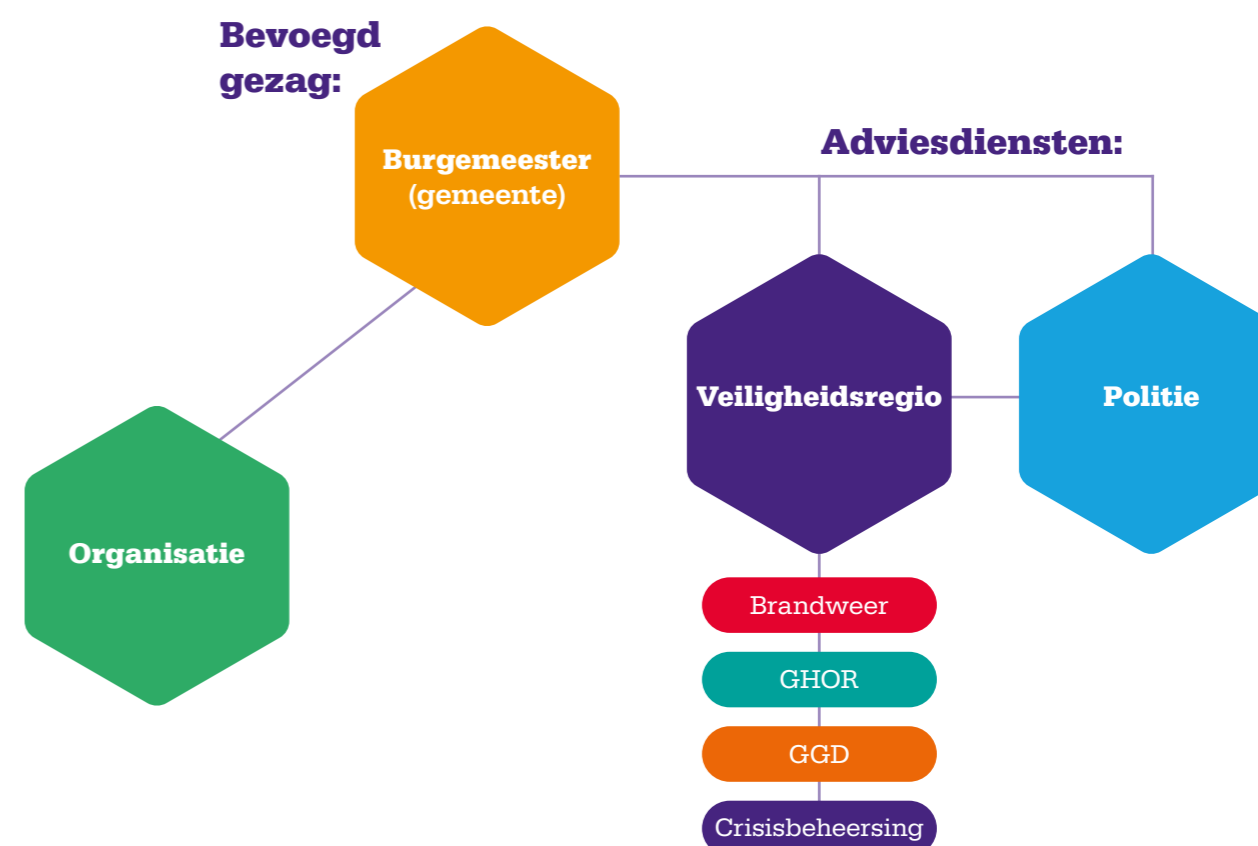 Bevoegd
gezag:
Burgemeester
(gemeente)
Adviesdiensten:
Veiligheidsregio
Politie
Organisatie
Brandweer
GHOR
GGD
Crisisbeheersing